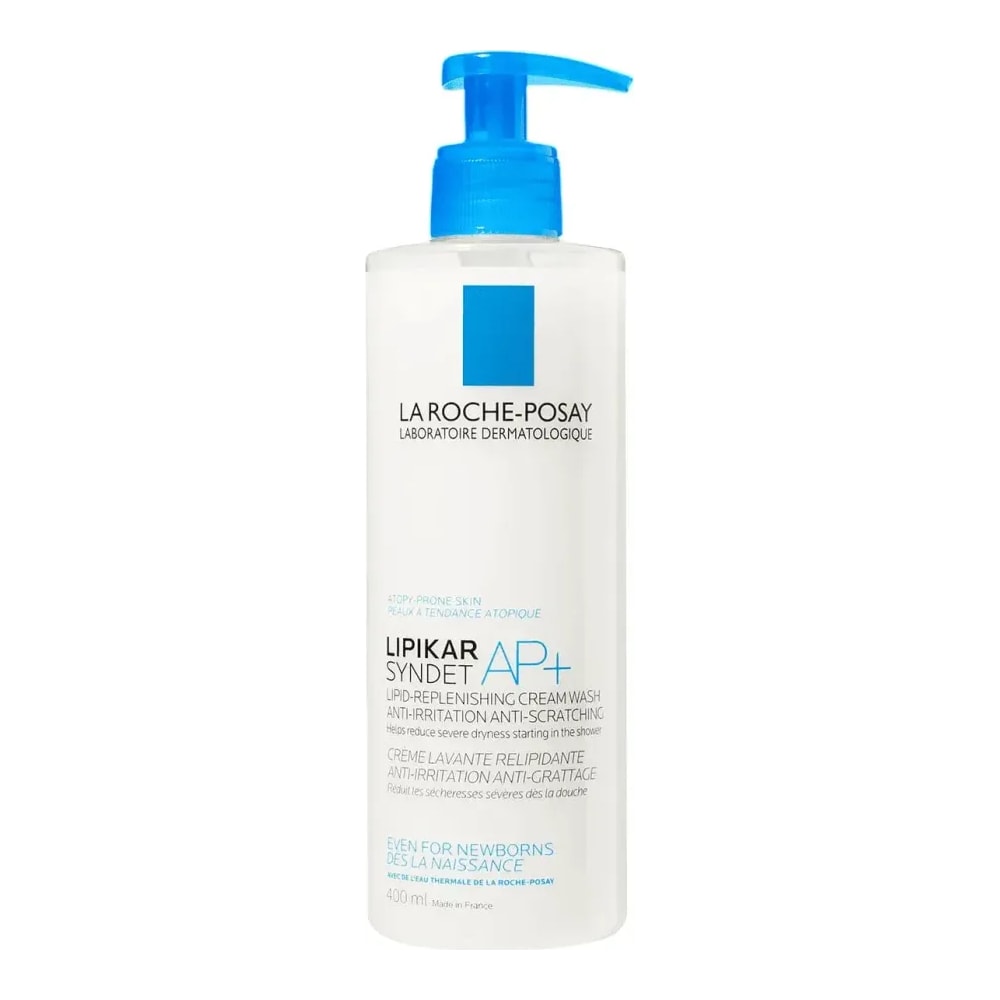 LA ROCHE-POSAY
LABORATOIRE DERMATOLOGIQUE
ATOPY-PRONE SKIN
PEAUX À TENDANCE ATOPIQUE
LIPIKAR
SYNDET AP+
LIPID-REPLENISHING CREAM WASH
ANTI-IRRITATION ANTI-SCRATCHING
Helps reduce severe dryness starting in the shower
CRÈME LAVANTE RELIPIDANTE
ANTI-IRRITATION ANTI-GRATTAGE
Réduit les sécheresses sévères dès la douche
EVEN FOR NEWBORNS
DÈS LA NAISSANCE
AVEC DE L'EAU THERMALE DE LA ROCHE-POSAY
400 ml Made in France